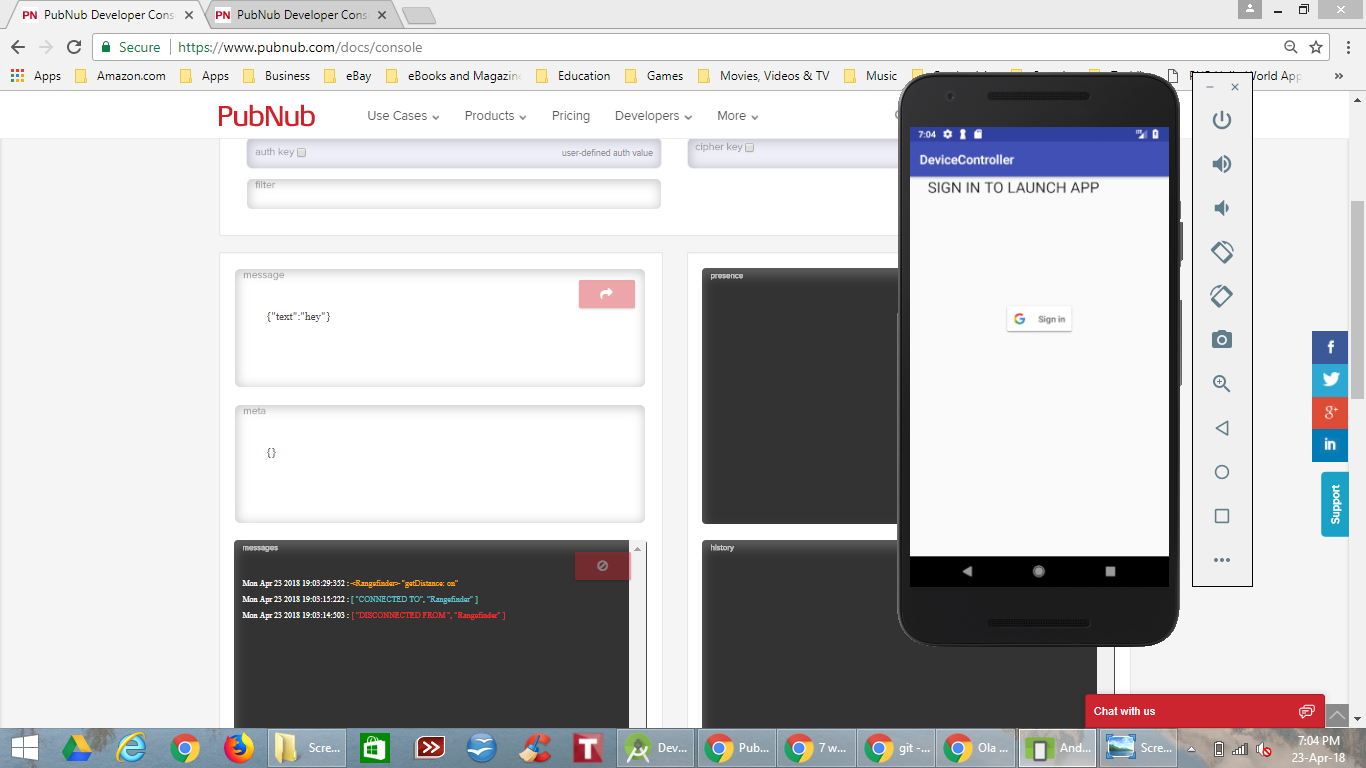 PN PubNub Developer Cons
PN PubNub Developer Cons
Secure https://www.pubnub.com/docs/console
Apps Amazon.com Apps Business eBay eBooks and Magazin Education Games Movies, Videos & TV Music
World App »
PubNub Use Cases Products Pricing Developers More
auth key user-defined auth value cipher key
filter
message
{"text":"hey"}
meta
{}
messages
Mon Apr 23 2018 19:03:29:352 : <Rangefinder> "getDistance: on"
Mon Apr 23 2018 19:03:15:222 : [ "CONNECTED TO", "Rangefinder" ]
Mon Apr 23 2018 19:03:14:503 : [ "DISCONNECTED FROM ", "Rangefinder" ]
presence
history
7:04
DeviceController
SIGN IN TO LAUNCH APP
G Sign in
f
g+
in
Support
Chat with us
Scre... T Dev... Pub... 7 w... git -... Ola ... And... Scre...
7:04 PM
23-Apr-18